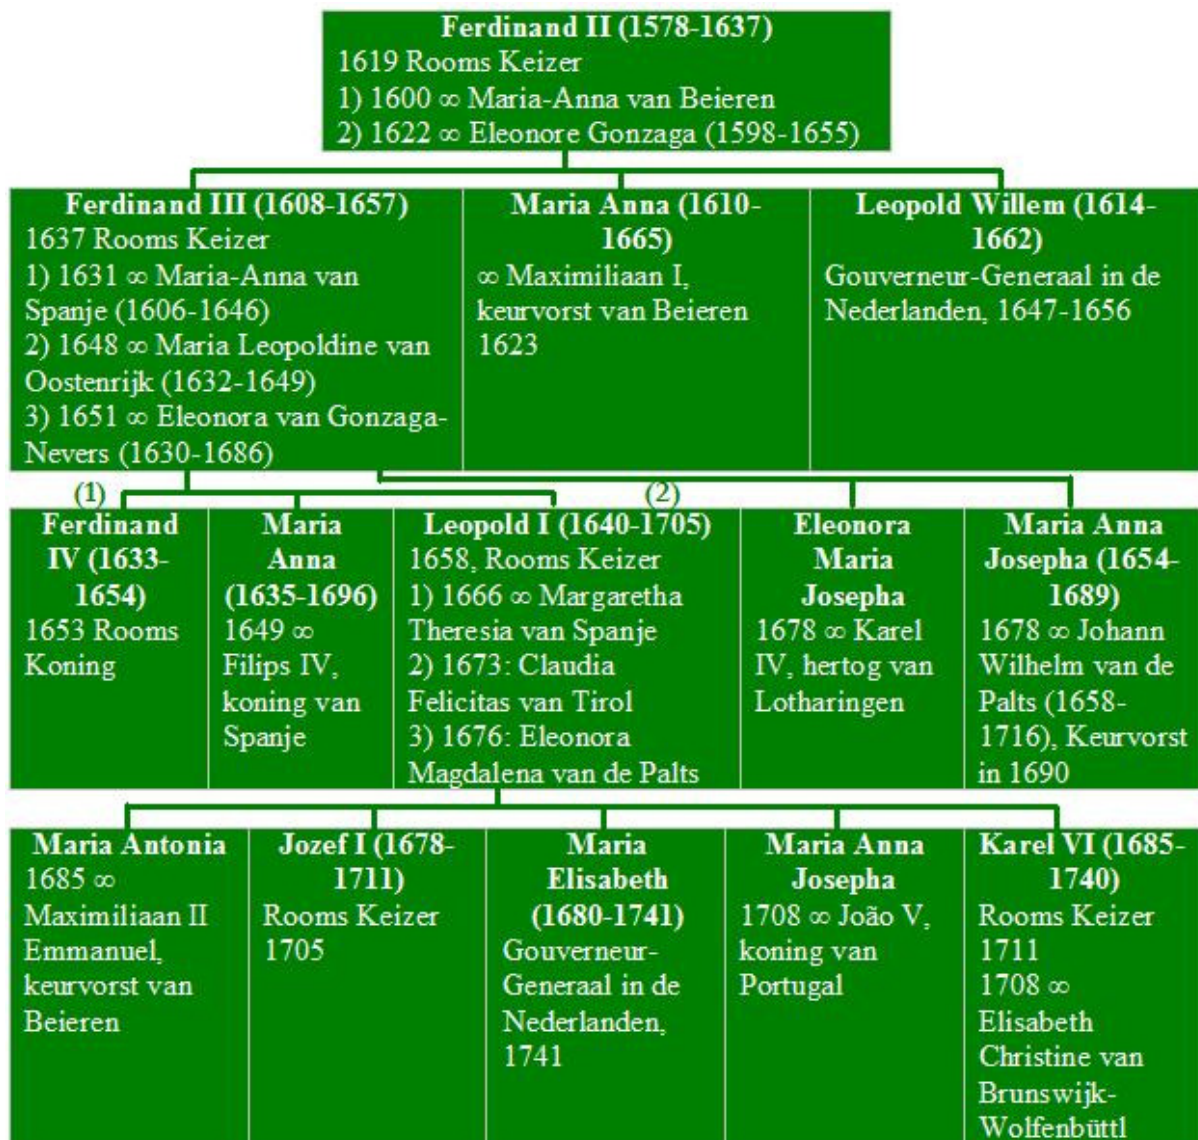 Ferdinand II (1578-1637)
1619 Rooms Keizer
1) 1600 ∞ Maria-Anna van Beieren
2) 1622 ∞ Eleonore Gonzaga (1598-1655)
Ferdinand III (1608-1657)
1637 Rooms Keizer
1) 1631 ∞ Maria-Anna van
Spanje (1606-1646)
2) 1648 ∞ Maria Leopoldine van
Oostenrijk (1632-1649)
3) 1651 ∞ Eleonora van Gonzaga-
Nevers (1630-1686)
Maria Anna (1610-
1665)
∞ Maximiliaan I,
keurvorst van Beieren
1623
Leopold Willem (1614-
1662)
Gouverneur-Generaal in de
Nederlanden, 1647-1656
(1)
(2)
Ferdinand
IV (1633-
1654)
1653 Rooms
Koning
Maria
Anna
(1635-1696)
1649 ∞
Filips IV,
koning van
Spanje
Leopold I (1640-1705)
1658, Rooms Keizer
1) 1666 ∞ Margaretha
Theresia van Spanje
2) 1673: Claudia
Felicitas van Tirol
3) 1676: Eleonora
Magdalena van de Palts
Eleonora
Maria
Josepha
1678 ∞ Karel
IV, hertog van
Lotharingen
Maria Anna
Josepha (1654-
1689)
1678 ∞ Johann
Wilhelm van de
Palts (1658-
1716), Keurvorst
in 1690
Maria Antonia
1685 ∞
Maximiliaan II
Emmanuel,
keurvorst van
Beieren
Jozef I (1678-
1711)
Rooms Keizer
1705
Maria
Elisabeth
(1680-1741)
Gouverneur-
Generaal in de
Nederlanden,
1741
Maria Anna
Josepha
1708 ∞ João V,
koning van
Portugal
Karel VI (1685-
1740)
Rooms Keizer
1711
1708 ∞
Elisabeth
Christine van
Brunswijk-
Wolfenbüttl